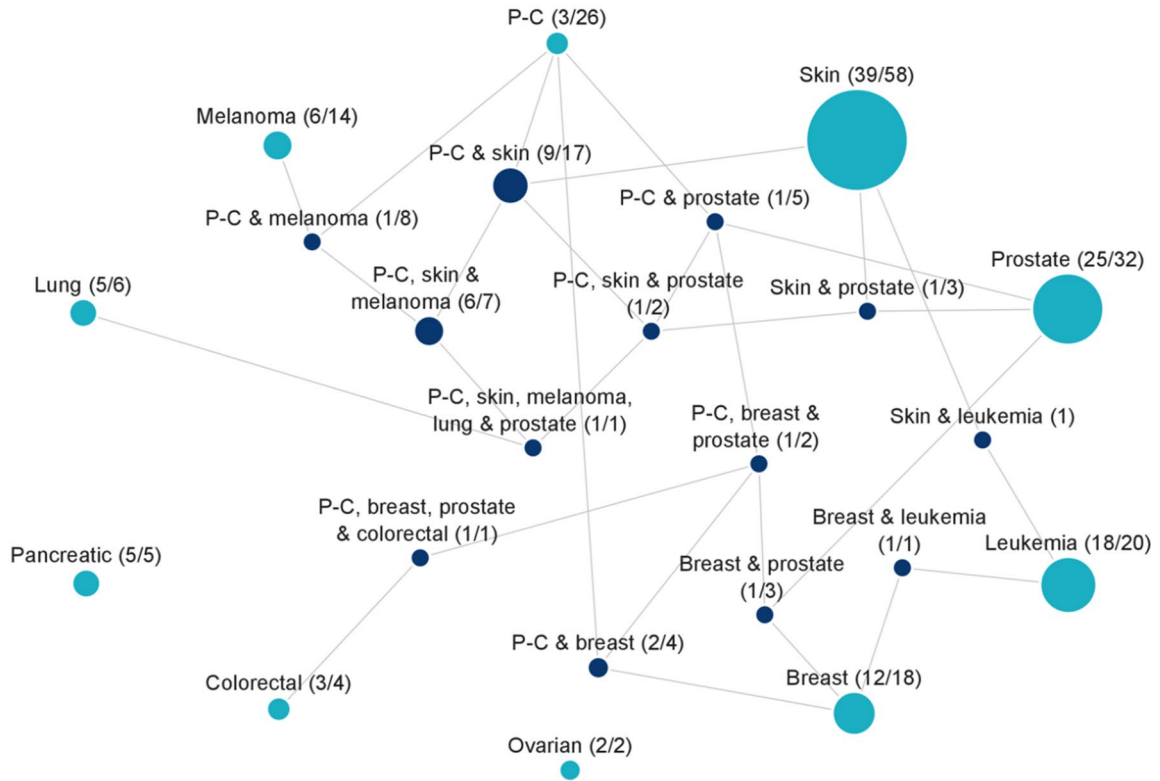 P-C (3/26)
Skin (39/58)
Melanoma (6/14)
P-C & skin (9/17)
P-C & prostate (1/5)
P-C & melanoma (1/8)
Prostate (25/32)
P-C, skin &
melanoma (6/7)
P-C, skin & prostate
(1/2)
Skin & prostate (1/3)
Lung (5/6)
P-C, skin, melanoma,
lung & prostate (1/1)
P-C, breast &
prostate (1/2)
Skin & leukemia (1)
P-C, breast, prostate
& colorectal (1/1)
Breast & leukemia
(1/1)
Leukemia (18/20)
Pancreatic (5/5)
Breast & prostate
(1/3)
P-C & breast (2/4)
Colorectal (3/4)
Breast (12/18)
Ovarian (2/2)